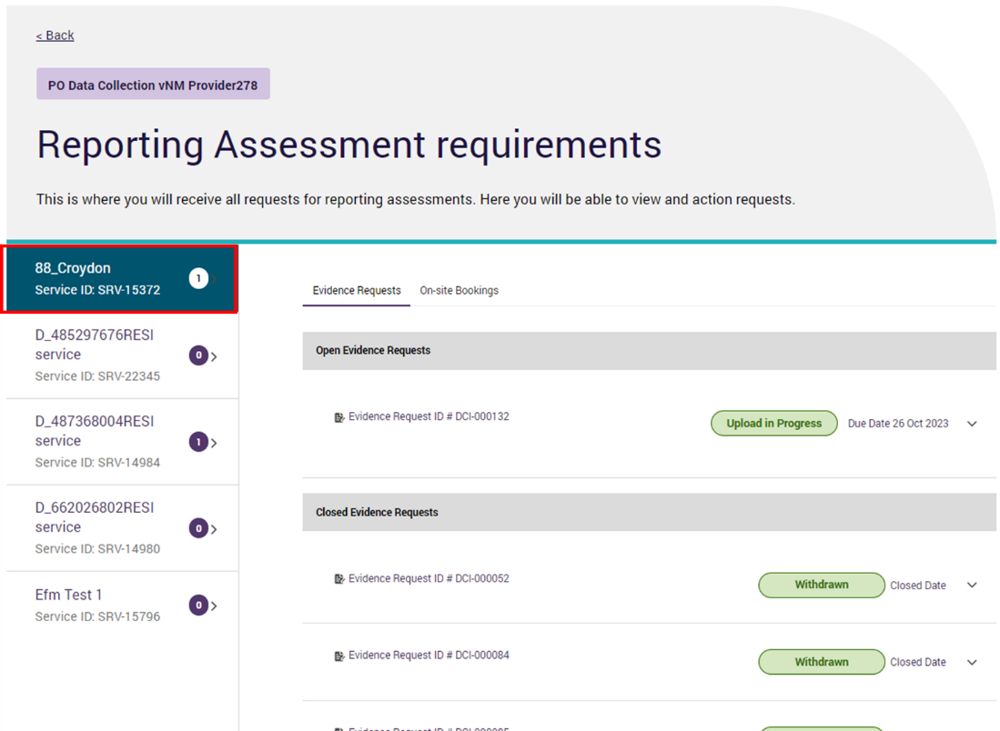 < Back
PO Data Collection vNM Provider278
Reporting Assessment requirements
This is where you will receive all requests for reporting assessments. Here you will be able to view and action requests.
88_Croydon
Service ID: SRV-15372
1
D_485297676RESI
service
Service ID: SRV-22345
0
D_487368004RESI
service
Service ID: SRV-14984
1
D_662026802RESI
service
Service ID: SRV-14980
0
Efm Test 1
Service ID: SRV-15796
0
Evidence Requests On-site Bookings
Open Evidence Requests
Evidence Request ID # DCI-000132 Upload in Progress Due Date 26 Oct 2023
Closed Evidence Requests
Evidence Request ID # DCI-000052 Withdrawn Closed Date
Evidence Request ID # DCI-000084 Withdrawn Closed Date